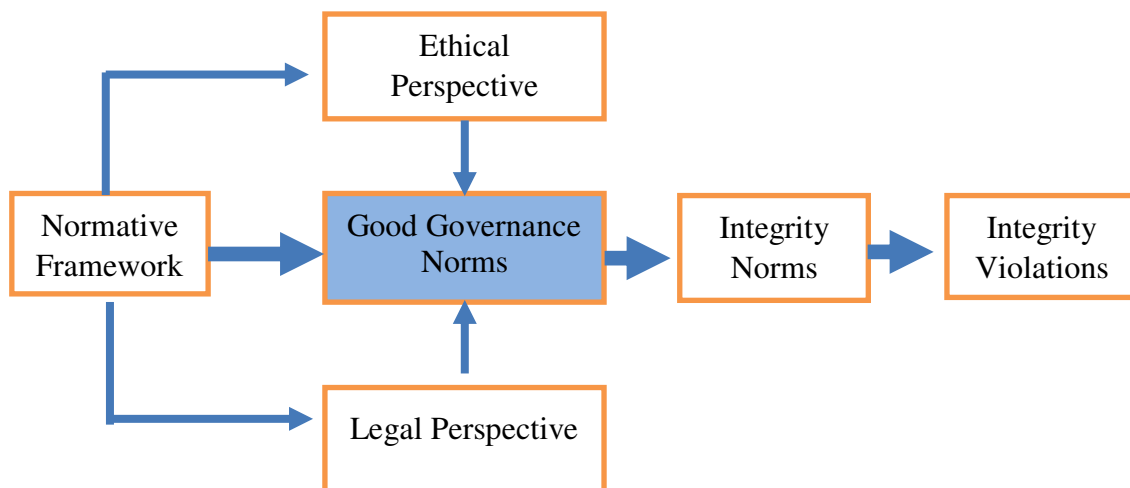 Ethical
Perspective
Normative
Framework
Good Governance
Norms
Integrity
Norms
Integrity
Violations
Legal Perspective